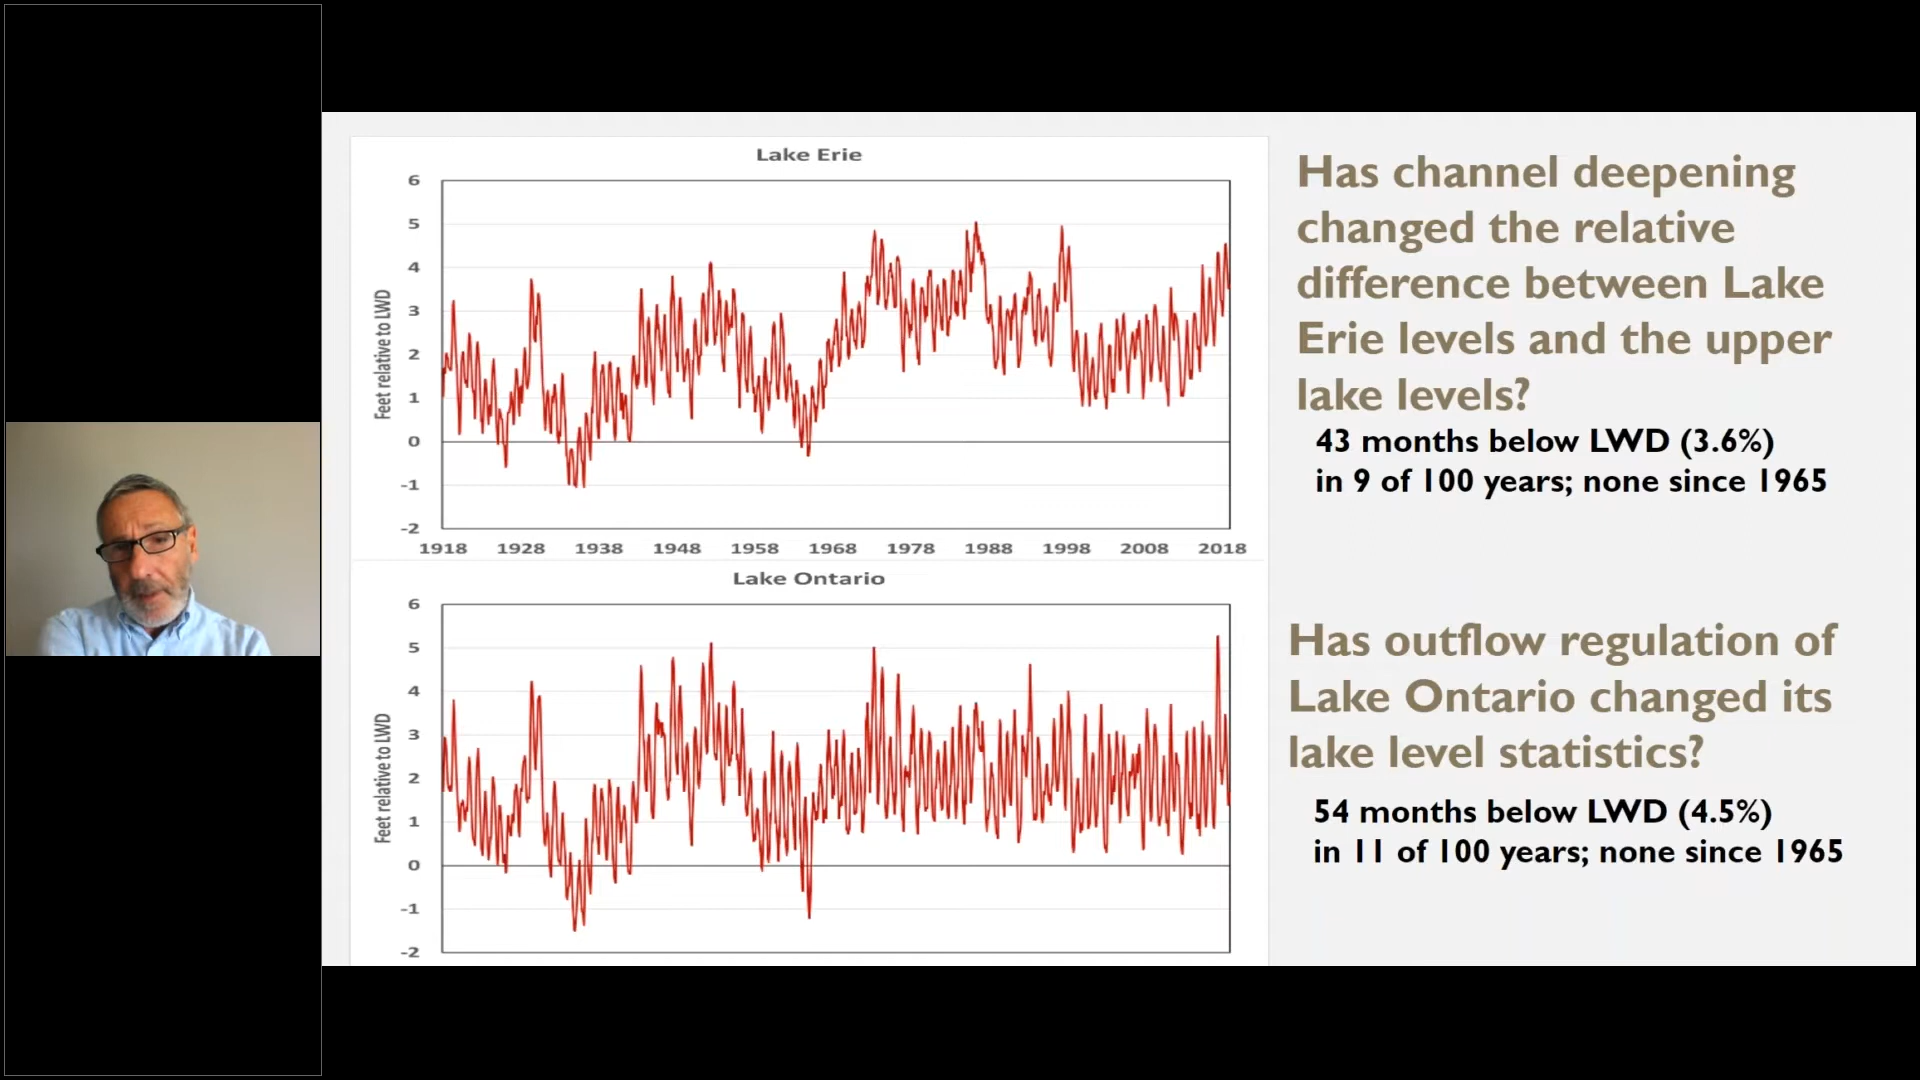 Lake Erie
Feet relative to LWD
6
5
4
3
2
1
0
-1
-2
1918 1928 1938 1948 1958 1968 1978 1988 1998 2008 2018
Lake Ontario
Feet relative to LWD
6
5
4
3
2
1
0
-1
-2
Has channel deepening
changed the relative
difference between Lake
Erie levels and the upper
lake levels?
43 months below LWD (3.6%)
in 9 of 100 years; none since 1965
Has outflow regulation of
Lake Ontario changed its
lake level statistics?
54 months below LWD (4.5%)
in 11 of 100 years; none since 1965